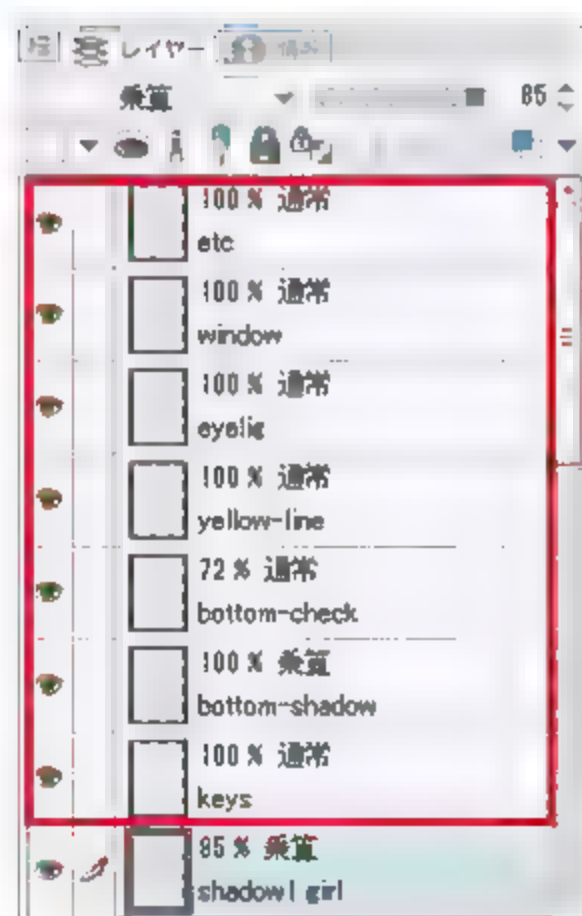 レイヤー
乗算 85
100 % 通常
etc
100 % 通常
window
100 % 通常
100 % 通常
yellow-line
72 % 通常
bottom-check
100 % 乗算
bottom-shadow
100 % 通常
keys
85 % 乗算
shadow1 girl